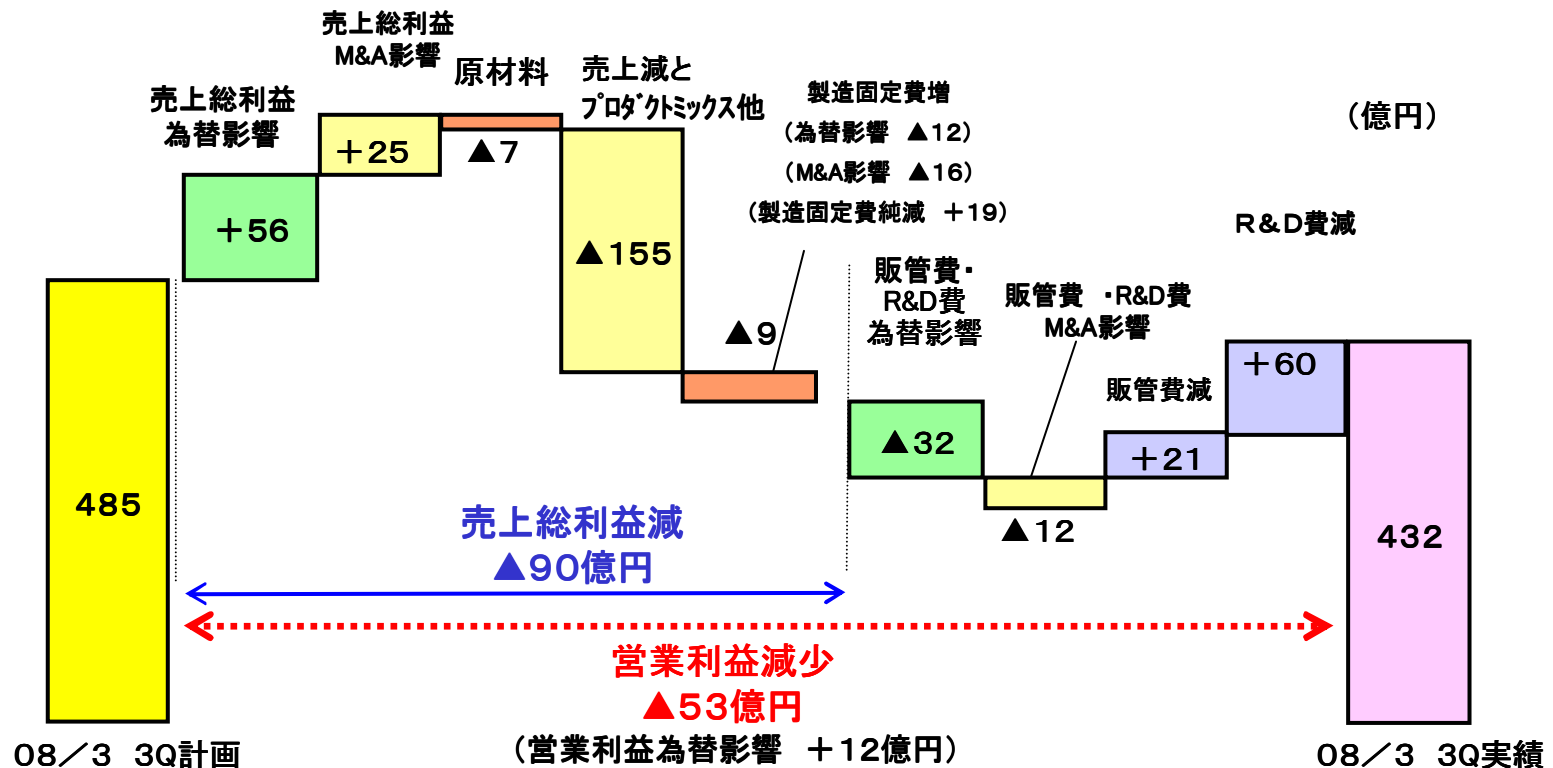 売上総利益
M&A影響
原材料
売上減と
ﾌﾟﾛﾀﾞｸﾄﾐｯｸｽ他
製造固定費増
（為替影響　▲12）
（M&A影響　▲16）
（製造固定費純減　＋19）
（億円）
売上総利益
為替影響
＋25
▲7
＋56
▲155
▲9
R＆D費減
販管費・
R&D費
為替影響
販管費　・R&D費
M&A影響
販管費減
＋60
▲32
＋21
▲12
485
432
売上総利益減
▲90億円
営業利益減少
▲53億円
（営業利益為替影響　＋12億円）
08／3　3Q計画
08／3　3Q実績